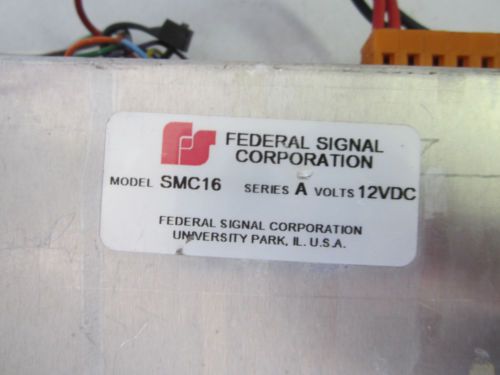 FEDERAL SIGNAL
CORPORATION
MODEL SMC16 SERIES A VOLTS 12VDC
FEDERAL SIGNAL CORPORATION
UNIVERSITY PARK, IL. U.S.A.